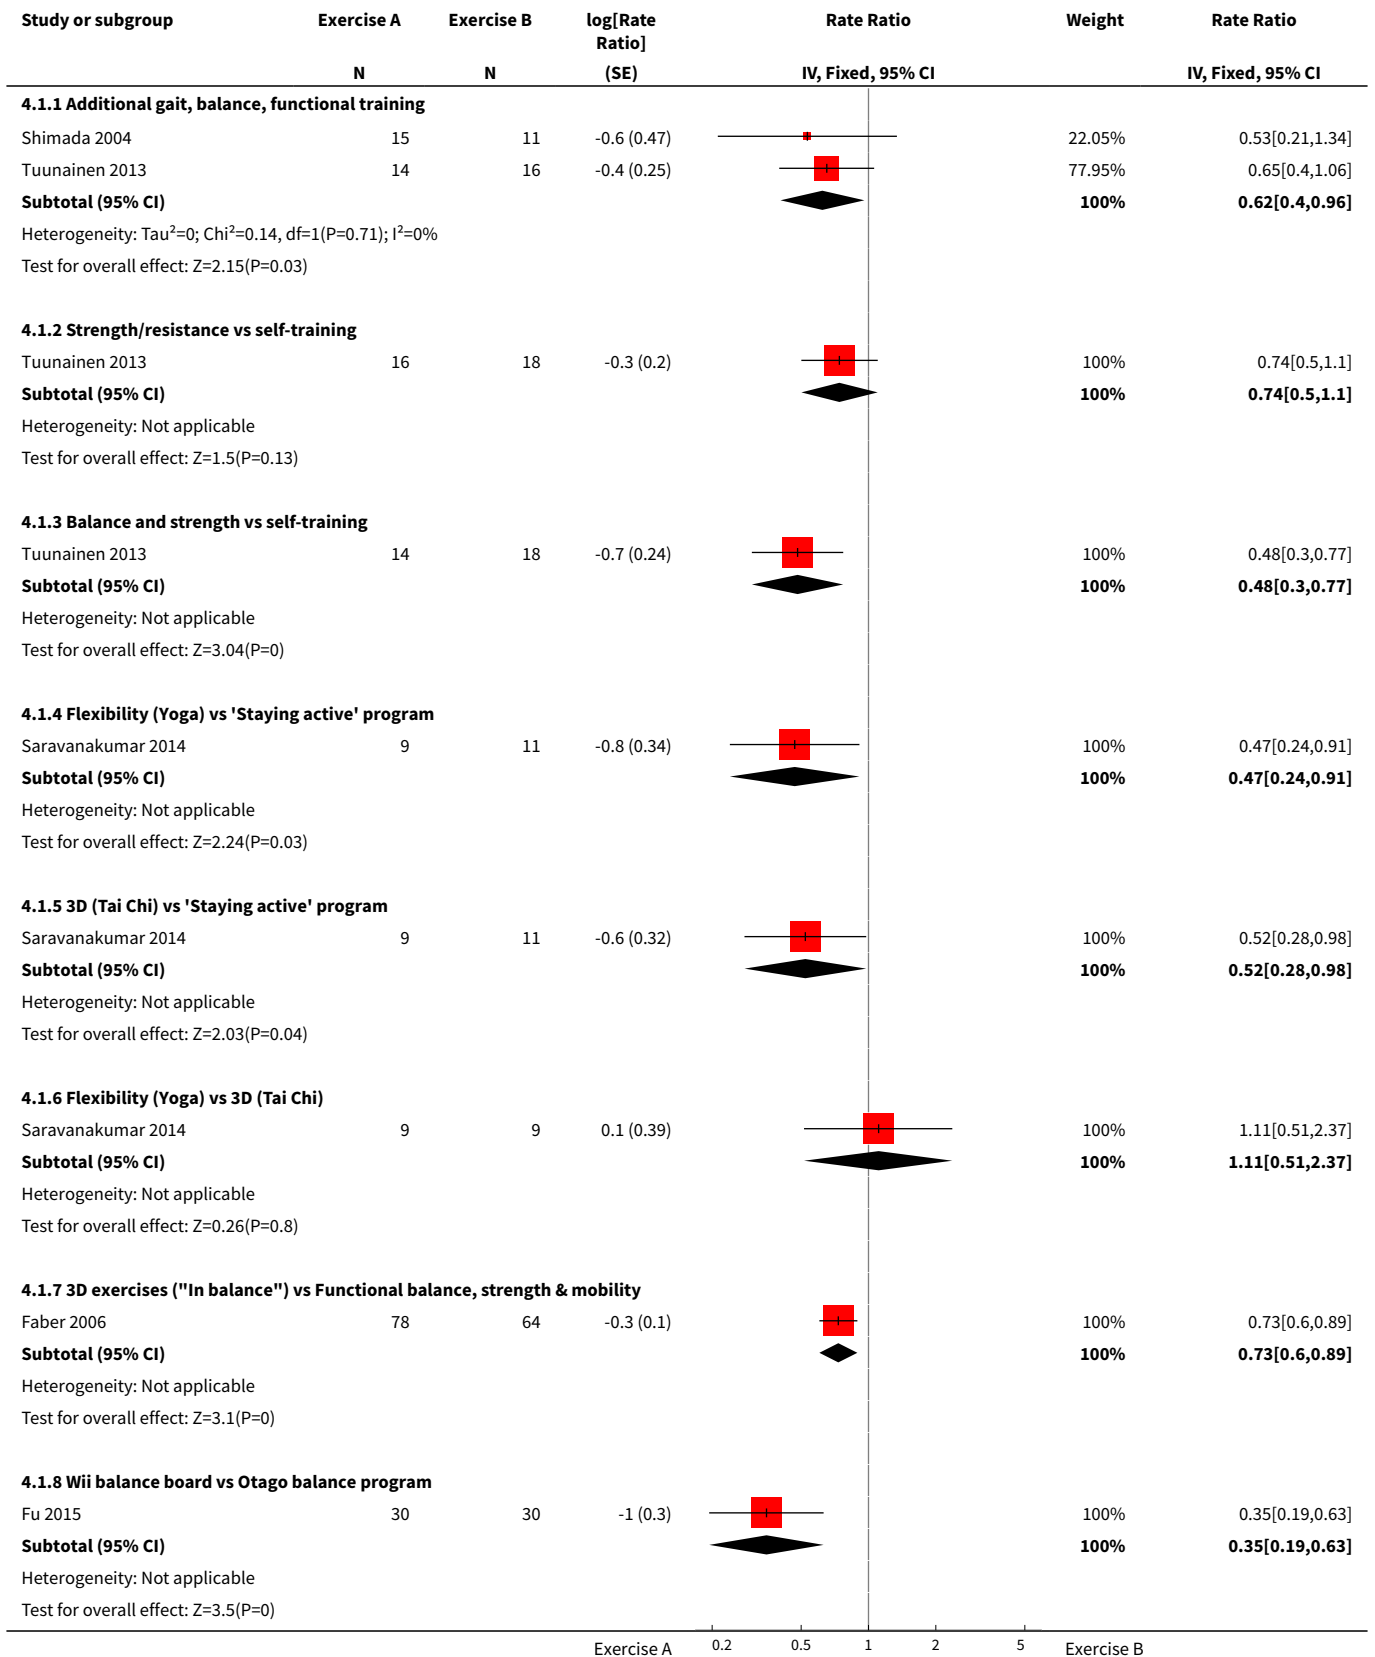 Study or subgroup Exercise A Exercise B log[Rate Ratio] Rate Ratio Weight Rate Ratio
N N (SE) IV, Fixed, 95% CI IV, Fixed, 95% CI
4.1.1 Additional gait, balance, functional training
Shimada 2004 15 11 -0.6 (0.47) 22.05% 0.53[0.21,1.34]
Tuunainen 2013 14 16 -0.4 (0.25) 77.95% 0.65[0.4,1.06]
Subtotal (95% CI) 100% 0.62[0.4,0.96]
Heterogeneity: Tau²=0; Chi²=0.14, df=1(P=0.71); I²=0%
Test for overall effect: Z=2.15(P=0.03)
4.1.2 Strength/resistance vs self-training
Tuunainen 2013 16 18 -0.3 (0.2) 100% 0.74[0.5,1.1]
Subtotal (95% CI) 100% 0.74[0.5,1.1]
Heterogeneity: Not applicable
Test for overall effect: Z=1.5(P=0.13)
4.1.3 Balance and strength vs self-training
Tuunainen 2013 14 18 -0.7 (0.24) 100% 0.48[0.3,0.77]
Subtotal (95% CI) 100% 0.48[0.3,0.77]
Heterogeneity: Not applicable
Test for overall effect: Z=3.04(P=0)
4.1.4 Flexibility (Yoga) vs 'Staying active' program
Saravanakumar 2014 9 11 -0.8 (0.34) 100% 0.47[0.24,0.91]
Subtotal (95% CI) 100% 0.47[0.24,0.91]
Heterogeneity: Not applicable
Test for overall effect: Z=2.24(P=0.03)
4.1.5 3D (Tai Chi) vs 'Staying active' program
Saravanakumar 2014 9 11 -0.6 (0.32) 100% 0.52[0.28,0.98]
Subtotal (95% CI) 100% 0.52[0.28,0.98]
Heterogeneity: Not applicable
Test for overall effect: Z=2.03(P=0.04)
4.1.6 Flexibility (Yoga) vs 3D (Tai Chi)
Saravanakumar 2014 9 9 0.1 (0.39) 100% 1.11[0.51,2.37]
Subtotal (95% CI) 100% 1.11[0.51,2.37]
Heterogeneity: Not applicable
Test for overall effect: Z=0.26(P=0.8)
4.1.7 3D exercises ("In balance") vs Functional balance, strength & mobility
Faber 2006 78 64 -0.3 (0.1) 100% 0.73[0.6,0.89]
Subtotal (95% CI) 100% 0.73[0.6,0.89]
Heterogeneity: Not applicable
Test for overall effect: Z=3.1(P=0)
4.1.8 Wii balance board vs Otago balance program
Fu 2015 30 30 -1 (0.3) 100% 0.35[0.19,0.63]
Subtotal (95% CI) 100% 0.35[0.19,0.63]
Heterogeneity: Not applicable
Test for overall effect: Z=3.5(P=0)
Exercise A 0.2 0.5 1 2 5 Exercise B